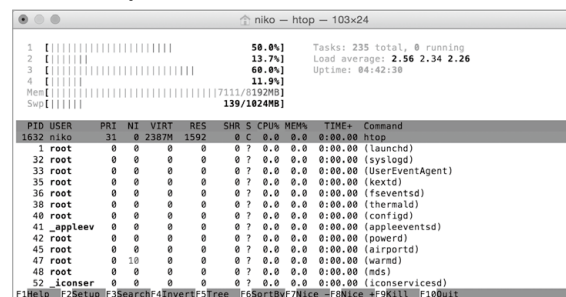 niko — htop — 103×24
1 [|||||||||||||||||||||| 50.0%] Tasks: 235 total, 0 running
2 [|||||| 13.7%] Load average: 2.56 2.34 2.26
3 [|||||||||||||||||||||||||| 60.0%] Uptime: 04:42:30
4 [||||| 11.9%]
Mem[||||||||||||||||||||||||||||||7111/8192MB]
Swp[|||||| 139/1024MB]
PID USER PRI NI VIRT RES SHR S CPU% MEM% TIME+ Command
1632 niko 31 0 2387M 1592 0 C 0.0 0.0 0:00.00 htop
1 root 0 0 0 0 0 ? 0.0 0.0 0:00.00 (launchd)
32 root 0 0 0 0 0 ? 0.0 0.0 0:00.00 (syslogd)
33 root 0 0 0 0 0 ? 0.0 0.0 0:00.00 (UserEventAgent)
35 root 0 0 0 0 0 ? 0.0 0.0 0:00.00 (kextd)
36 root 0 0 0 0 0 ? 0.0 0.0 0:00.00 (fseventsd)
38 root 0 0 0 0 0 ? 0.0 0.0 0:00.00 (thermald)
40 root 0 0 0 0 0 ? 0.0 0.0 0:00.00 (configd)
41 _appleev 0 0 0 0 0 ? 0.0 0.0 0:00.00 (appleeventsd)
42 root 0 0 0 0 0 ? 0.0 0.0 0:00.00 (powerd)
45 root 0 0 0 0 0 ? 0.0 0.0 0:00.00 (airportd)
47 root 0 10 0 0 0 ? 0.0 0.0 0:00.00 (warmd)
48 root 0 0 0 0 0 ? 0.0 0.0 0:00.00 (mds)
52 _iconser 0 0 0 0 0 ? 0.0 0.0 0:00.00 (iconservicesd)
F1Help F2Setup F3SearchF4InvertF5Tree F6SortByF7Nice -F8Nice +F9Kill F10Quit